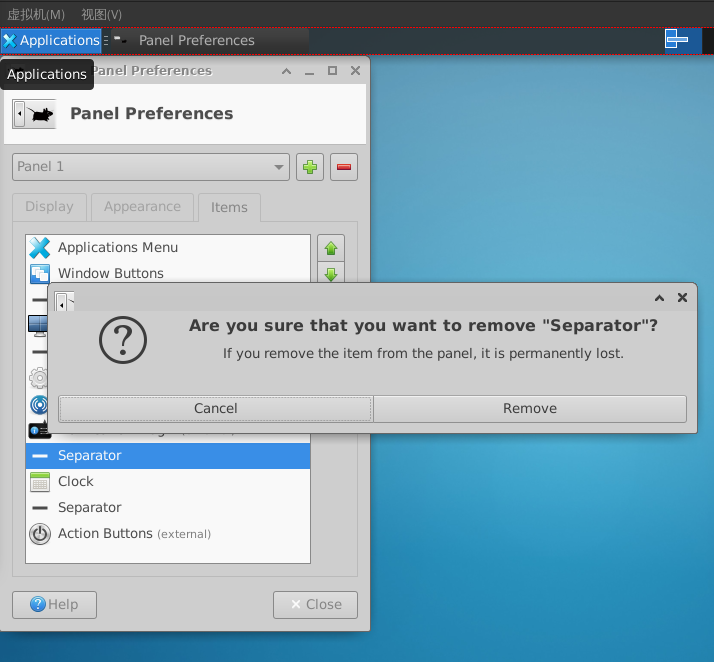 虚拟机(M) 视图(V)
Applications Panel Preferences
Applications Panel Preferences
Panel Preferences
Panel 1
Display Appearance Items
Applications Menu
Window Buttons
Are you sure that you want to remove "Separator"?
If you remove the item from the panel, it is permanently lost.
Cancel Remove
Separator
Clock
Separator
Action Buttons (external)
Help Close